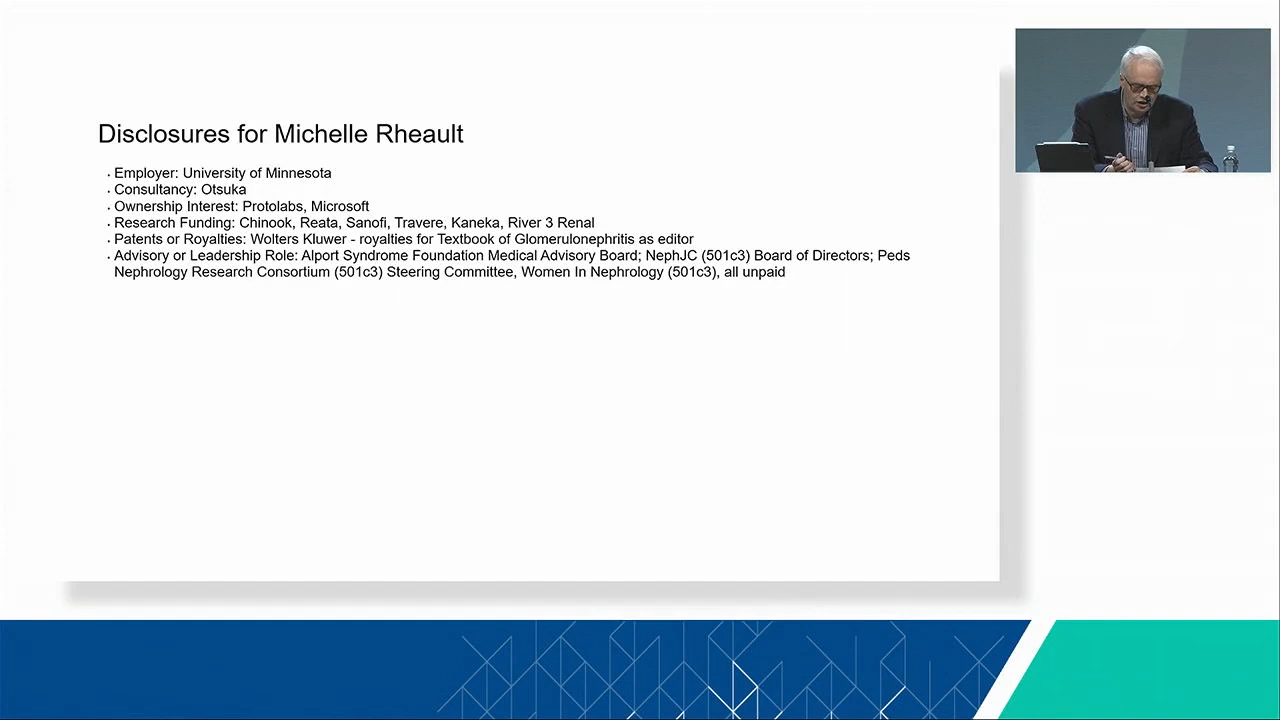 Disclosures for Michelle Rheault
· Employer: University of Minnesota
· Consultancy: Otsuka
· Ownership Interest: Protolabs, Microsoft
· Research Funding: Chinook, Reata, Sanofi, Travere, Kaneka, River 3 Renal
· Patents or Royalties: Wolters Kluwer - royalties for Textbook of Glomerulonephritis as editor
· Advisory or Leadership Role: Alport Syndrome Foundation Medical Advisory Board; NephJC (501c3) Board of Directors; Peds
Nephrology Research Consortium (501c3) Steering Committee, Women In Nephrology (501c3), all unpaid